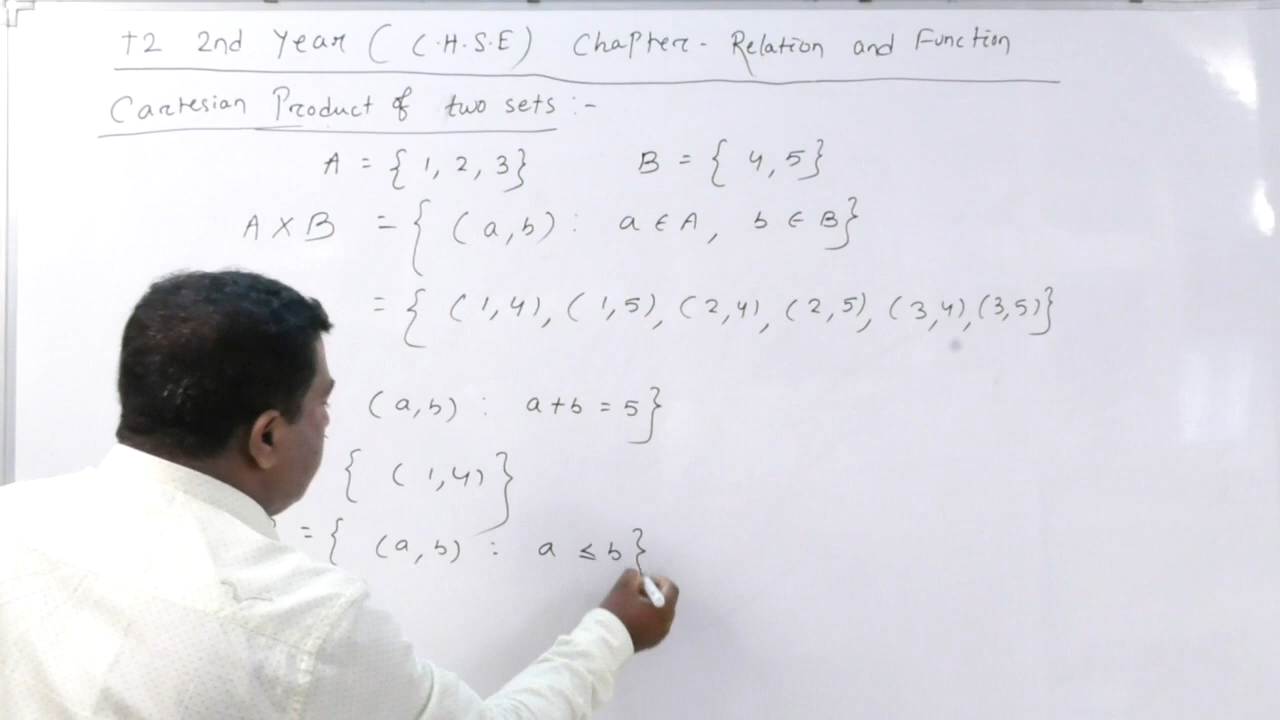 +2 2nd Year ( C.H.S.E) Chapter - Relation and Function
Cartesian Product of two sets :-
A = { 1, 2, 3} B = { 4, 5}
A X B = { (a, b) : a ∈ A, b ∈ B}
= { (1,4), (1,5), (2,4), (2,5), (3,4), (3,5)}
(a, b) : a+b = 5}
{ (1,4)}
= { (a, b) : a ≤ b}